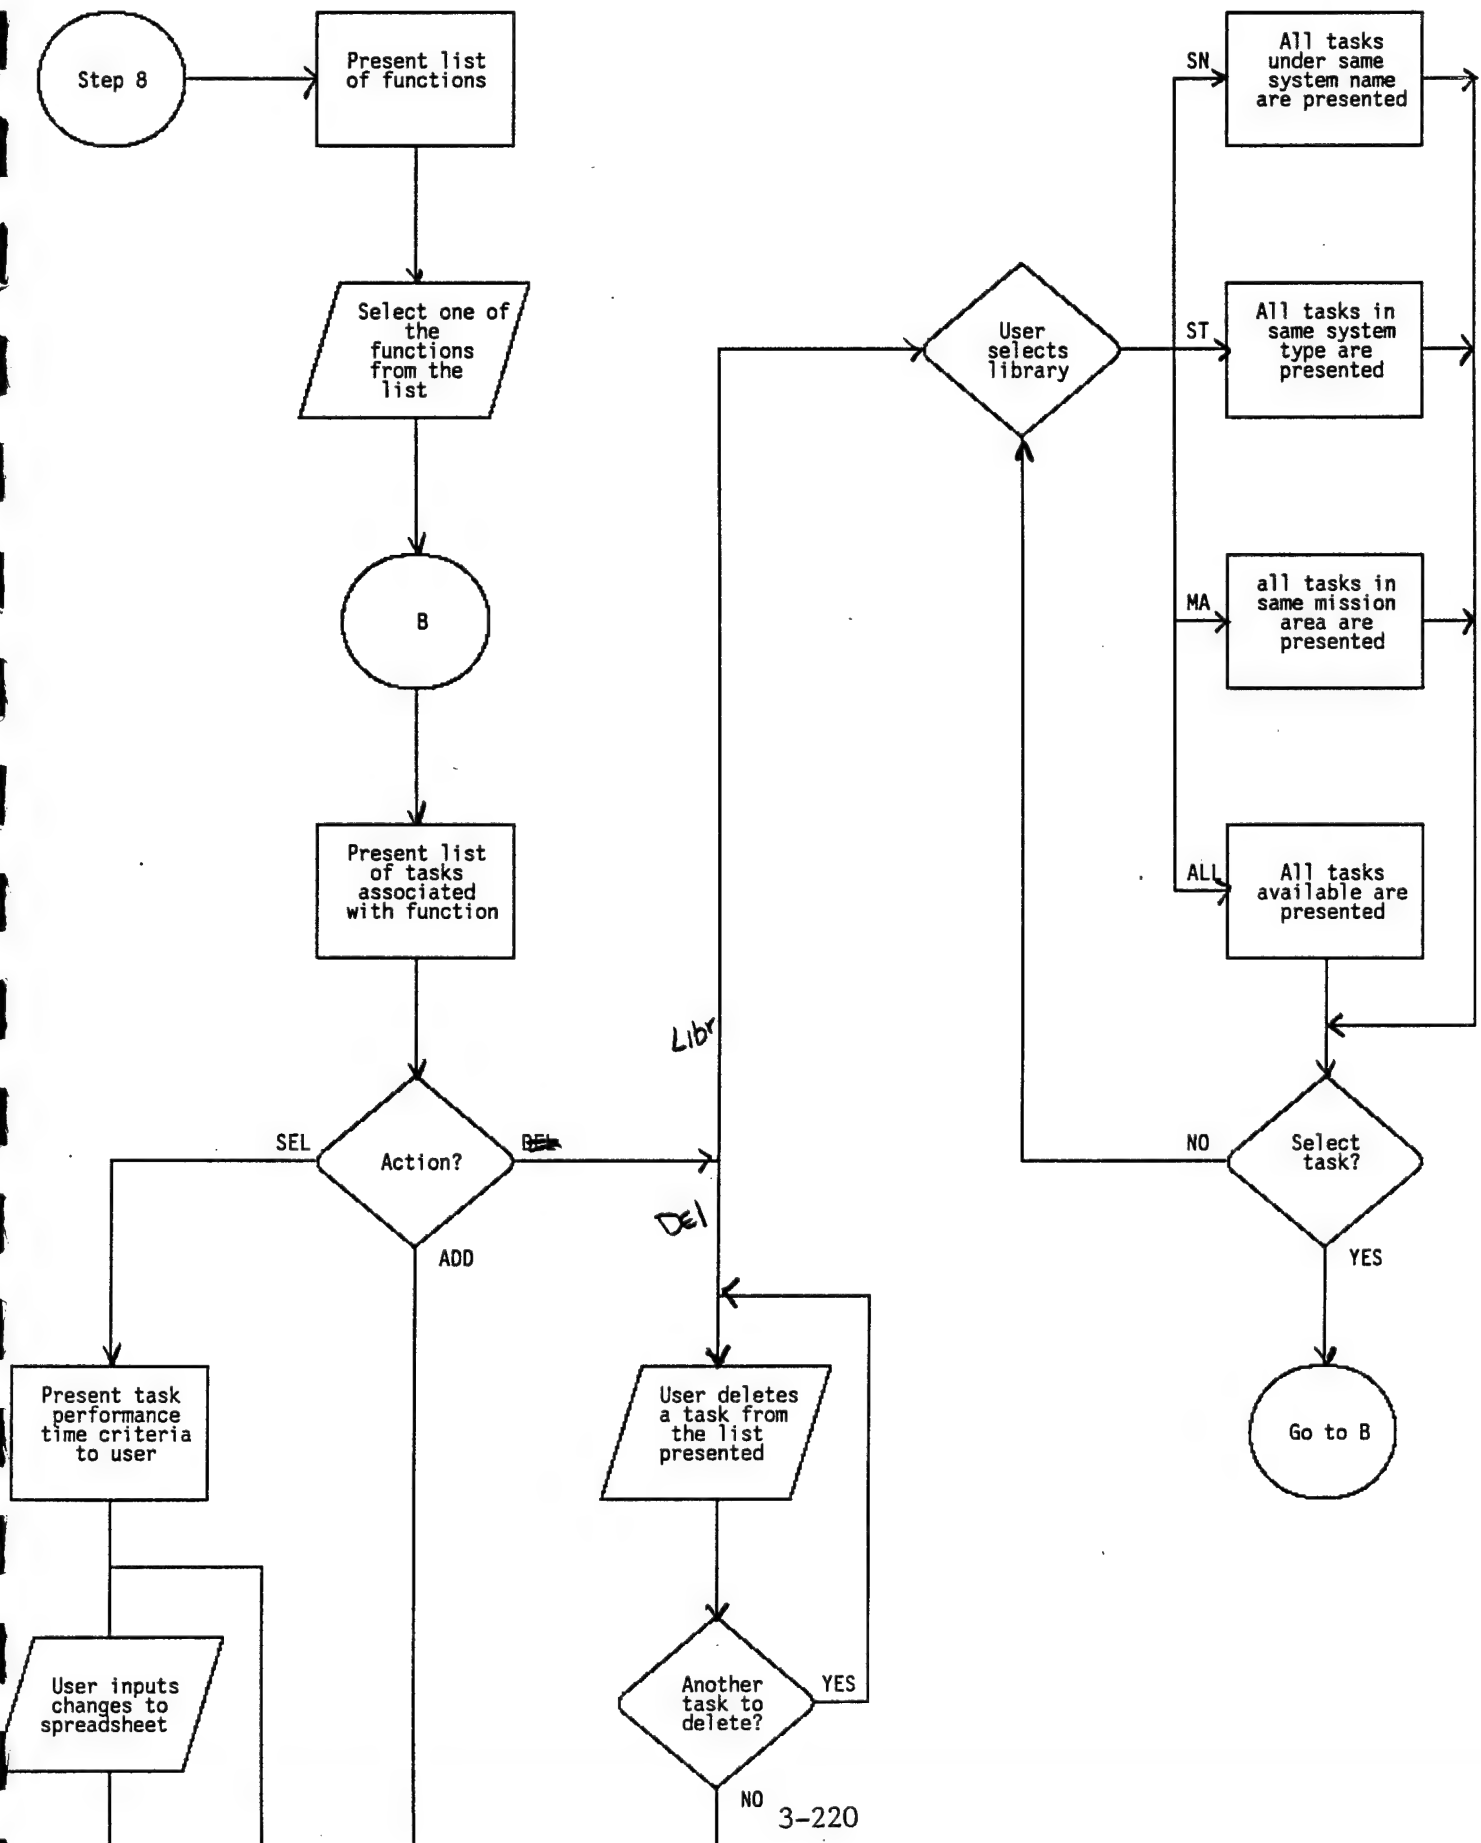 Step 8
Present list
of functions
Select one of
the
functions
from the
list
B
Present list
of tasks
associated
with function
Action?
SEL
ADD
Libr
Del
Present task
performance
time criteria
to user
User inputs
changes to
spreadsheet
User deletes
a task from
the list
presented
Another
task to
delete?
YES
NO
User
selects
library
SN
All tasks
under same
system name
are presented
ST
All tasks in
same system
type are
presented
MA
all tasks in
same mission
area are
presented
ALL
All tasks
available are
presented
Select
task?
NO
YES
Go to B
3-220